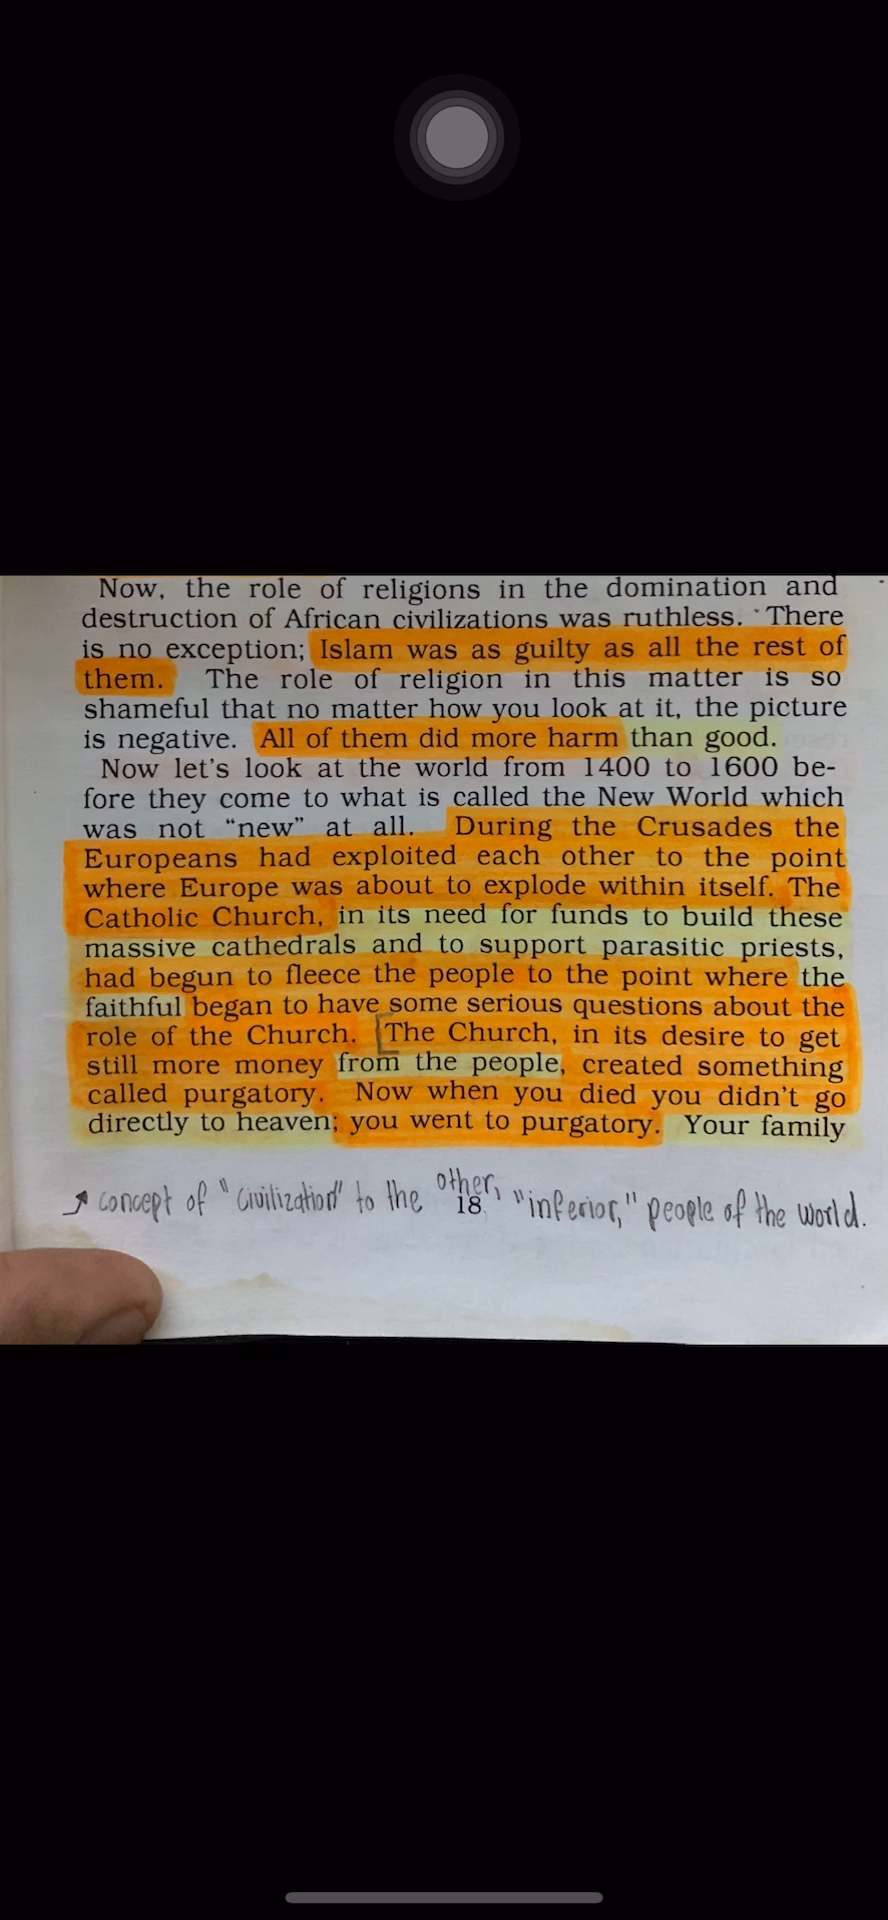 Now, the role of religions in the domination and
destruction of African civilizations was ruthless. There
is no exception; Islam was as guilty as all the rest of
them. The role of religion in this matter is so
shameful that no matter how you look at it, the picture
is negative. All of them did more harm than good.
Now let's look at the world from 1400 to 1600 be-
fore they come to what is called the New World which
was not “new” at all. During the Crusades the
Europeans had exploited each other to the point
where Europe was about to explode within itself. The
Catholic Church, in its need for funds to build these
massive cathedrals and to support parasitic priests,
had begun to fleece the people to the point where the
faithful began to have some serious questions about the
role of the Church. [The Church, in its desire to get
still more money from the people, created something
called purgatory. Now when you died you didn't go
directly to heaven; you went to purgatory. Your family
concept of "civilization" to the other, "inferior," people of the world.
18